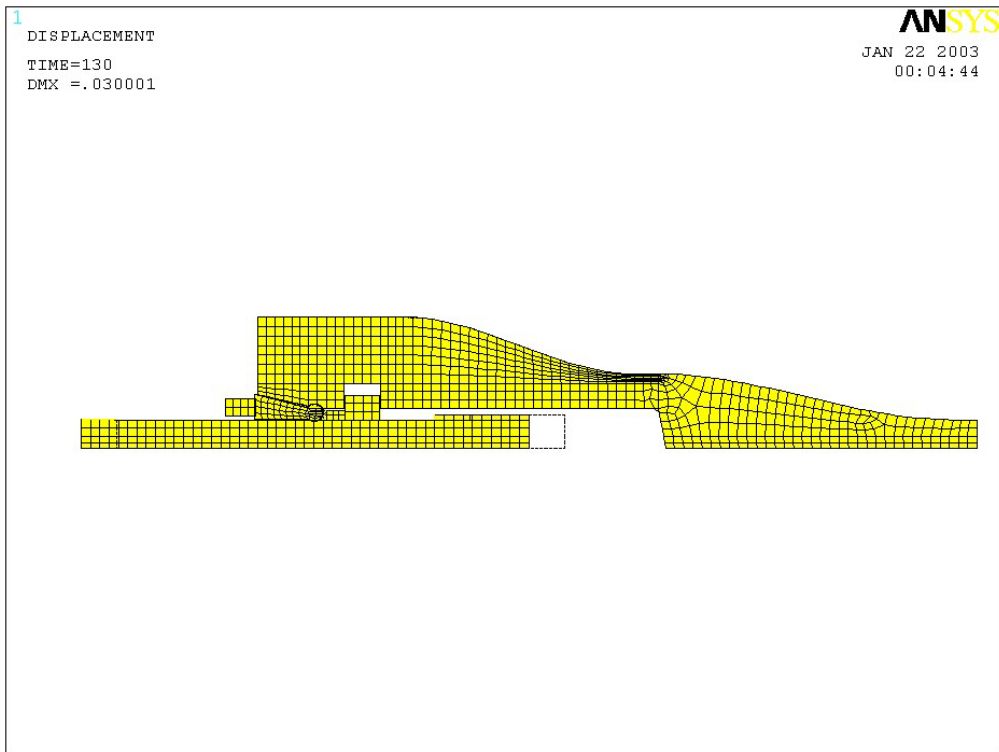 1
DISPLACEMENT
TIME=130
DMX =.030001
ANSYS
JAN 22 2003
00:04:44